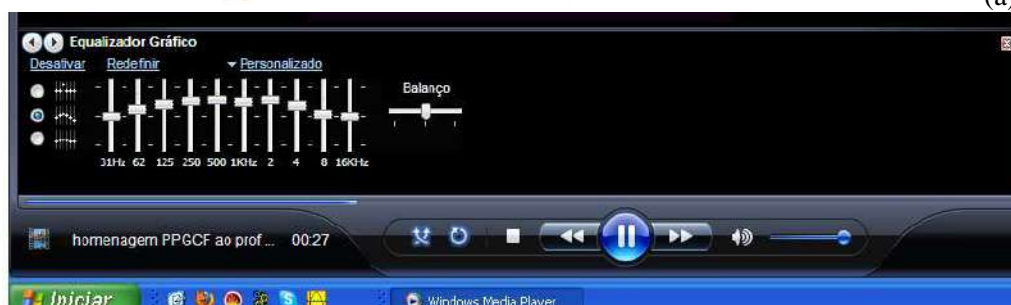 (a)
Equalizador Gráfico
Desativar Redefinir Personalizado
Balanço
31Hz 62 125 250 500 1KHz 2 4 8 16KHz
homenagem PPGCF ao prof ... 00:27
Iniciar Windows Media Player